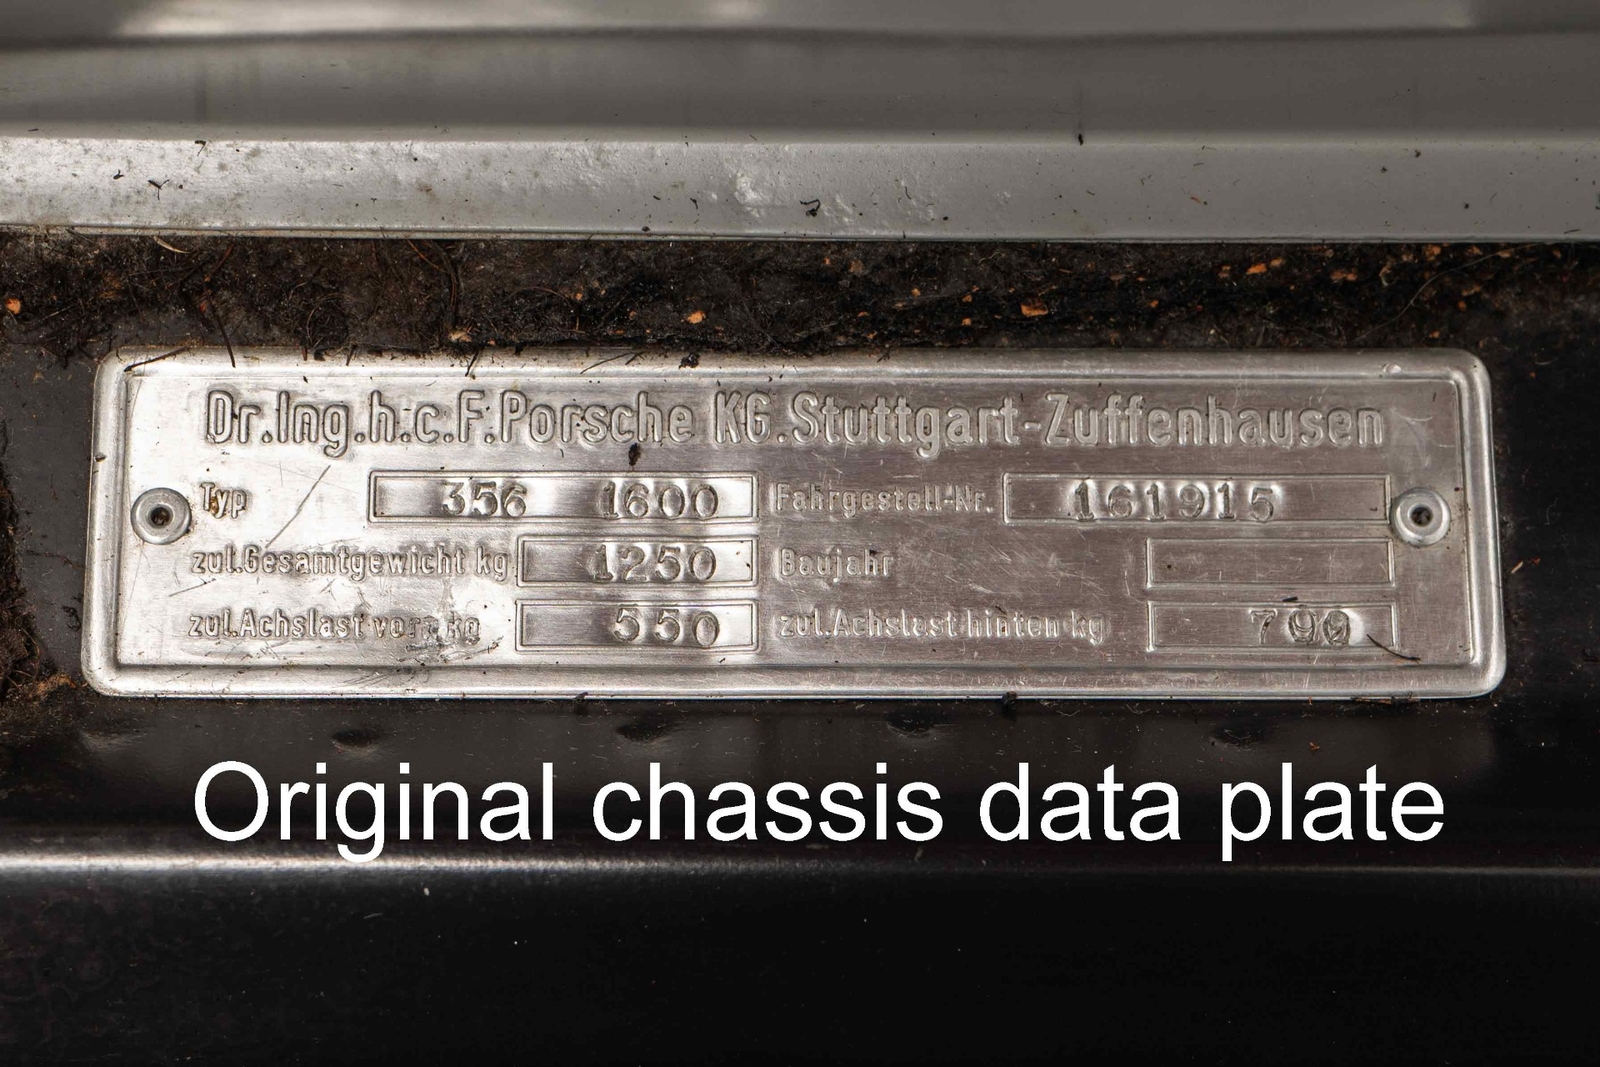 Dr.Ing.h.c.F.Porsche KG.Stuttgart-Zuffenhausen
Typ 356 1600 Fahrgestell-Nr. 161915
zul.Gesamtgewicht kg 1250 Baujahr
zul.Achslast vorn kg 550 zul.Achslast hinten kg 790
Original chassis data plate